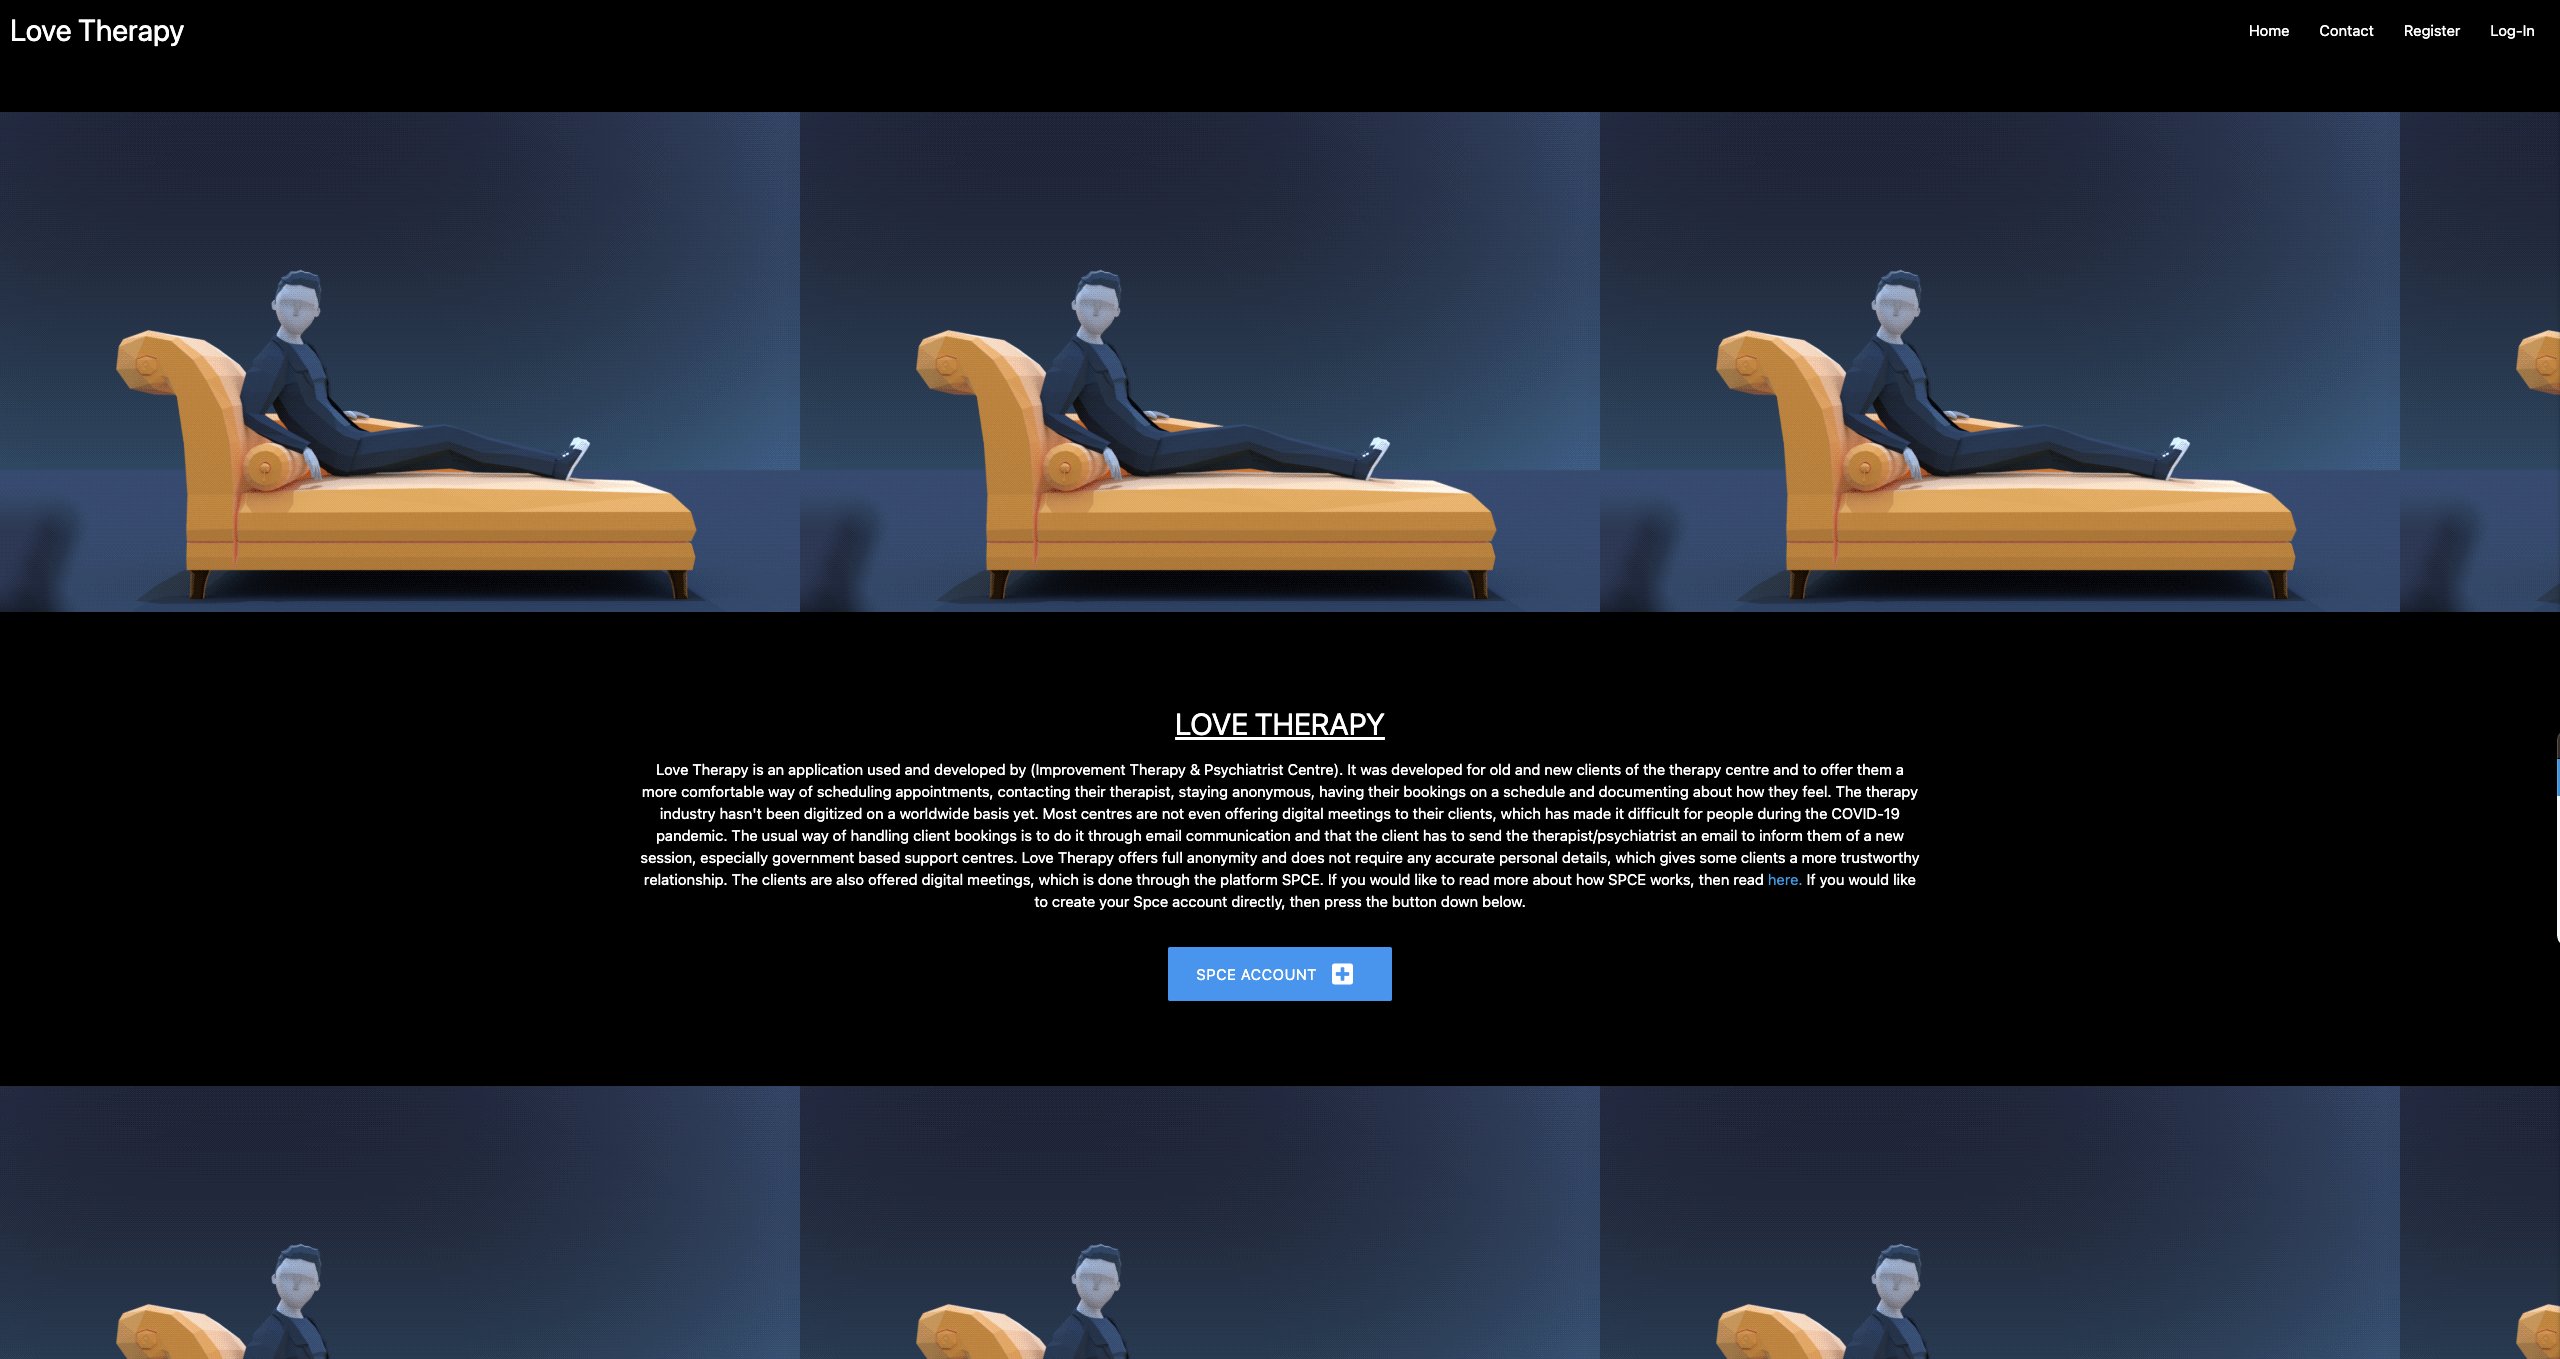 Love Therapy
Home Contact Register Log-In
LOVE THERAPY
Love Therapy is an application used and developed by (Improvement Therapy & Psychiatrist Centre). It was developed for old and new clients of the therapy centre and to offer them a
more comfortable way of scheduling appointments, contacting their therapist, staying anonymous, having their bookings on a schedule and documenting about how they feel. The therapy
industry hasn't been digitized on a worldwide basis yet. Most centres are not even offering digital meetings to their clients, which has made it difficult for people during the COVID-19
pandemic. The usual way of handling client bookings is to do it through email communication and that the client has to send the therapist/psychiatrist an email to inform them of a new
session, especially government based support centres. Love Therapy offers full anonymity and does not require any accurate personal details, which gives some clients a more trustworthy
relationship. The clients are also offered digital meetings, which is done through the platform SPCE. If you would like to read more about how SPCE works, then read here. If you would like
to create your Spce account directly, then press the button down below.
SPCE ACCOUNT